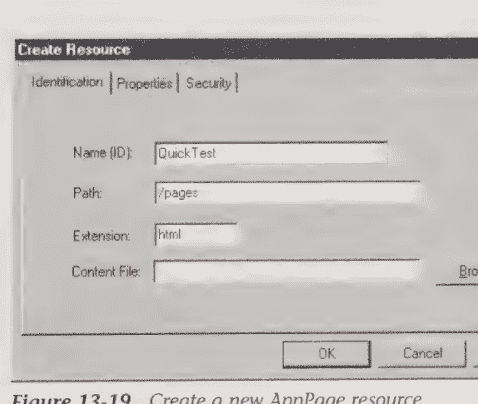 Create Resource
Identification Properties Security
Name (ID): QuickTest
Path: /pages
Extension: html
Content File:
Bro
OK Cancel
Figure 13-19 Create a new AppPage resource